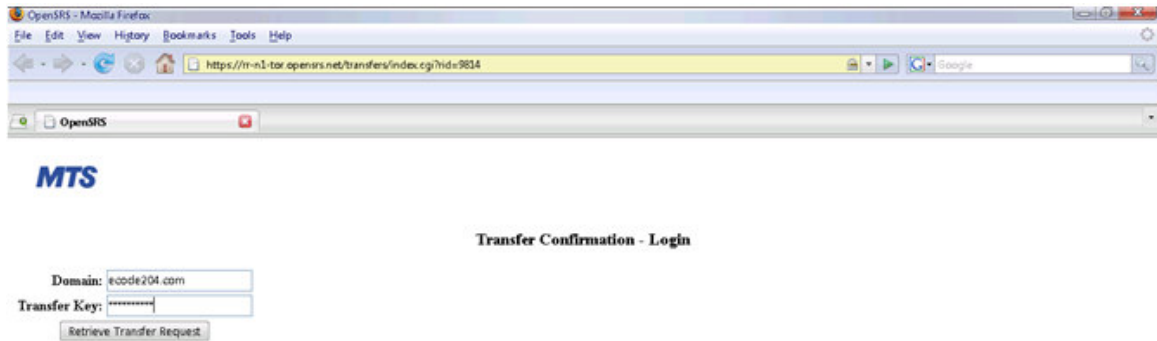 OpenSRS - Mozilla Firefox
File Edit View History Bookmarks Tools Help
https://rr-n1-tor.opensrs.net/transfers/index.cgi?rid=9814
Google
OpenSRS
MTS
Transfer Confirmation - Login
Domain: ecode204.com
Transfer Key: **********
Retrieve Transfer Request